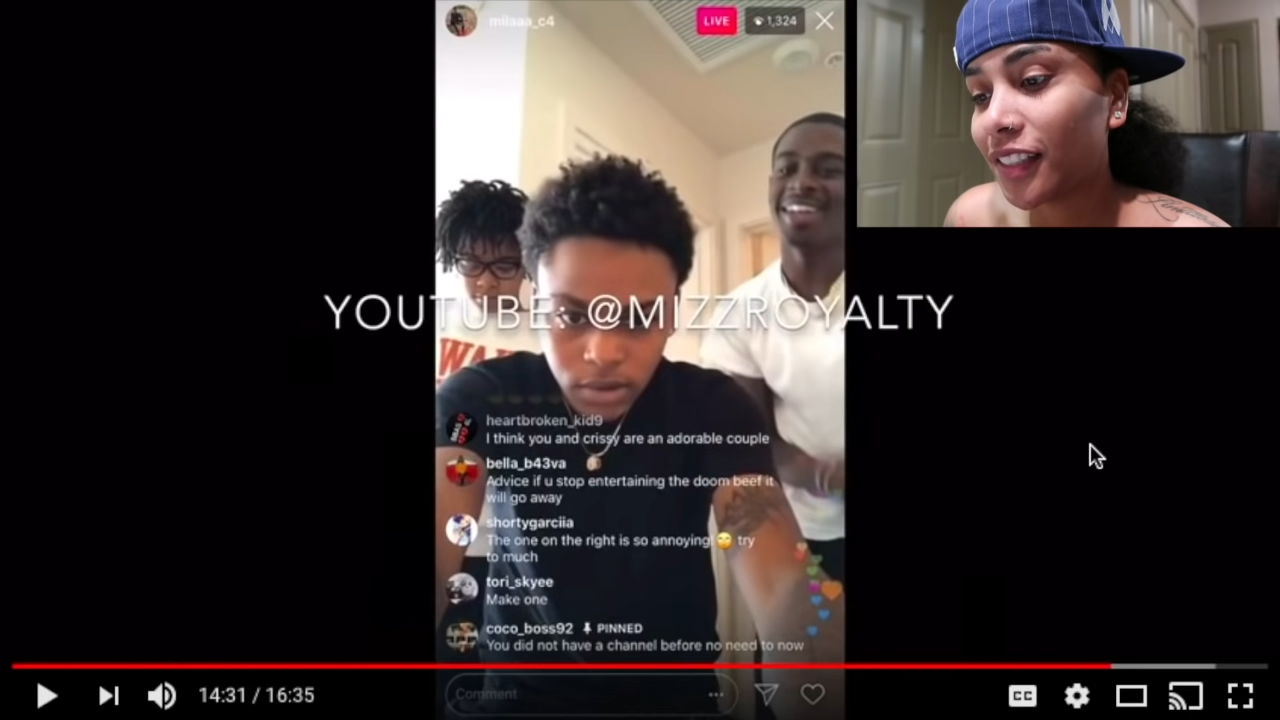 milaaa_c4
LIVE
1,324
YOUTUBE: @MIZZROYALTY
heartbroken_kid9
I think you and crissy are an adorable couple
bella_b43va
Advice if u stop entertaining the doom beef it
will go away
shortygarciia
The one on the right is so annoying! 🙄 try
to much
tori_skyee
Make one
coco_boss92 PINNED
You did not have a channel before no need to now
Comment
14:31 / 16:35
CC